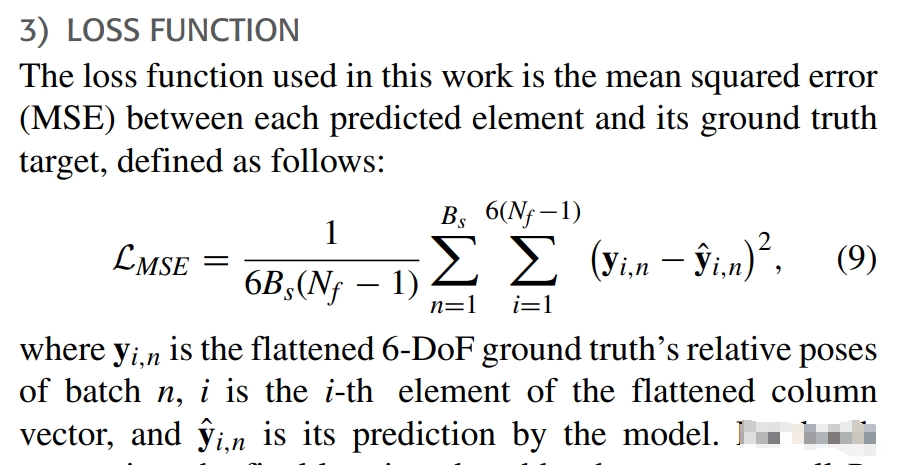 3) LOSS FUNCTION
The loss function used in this work is the mean squared error
(MSE) between each predicted element and its ground truth
target, defined as follows:
$\mathcal{L}_{MSE} = \frac{1}{6B_s(N_f - 1)} \sum_{n=1}^{B_s} \sum_{i=1}^{6(N_f-1)} (\mathbf{y}_{i,n} - \hat{\mathbf{y}}_{i,n})^2,$ (9)
where $\mathbf{y}_{i,n}$ is the flattened 6-DoF ground truth's relative poses
of batch $n$, $i$ is the $i$-th element of the flattened column
vector, and $\hat{\mathbf{y}}_{i,n}$ is its prediction by the model.